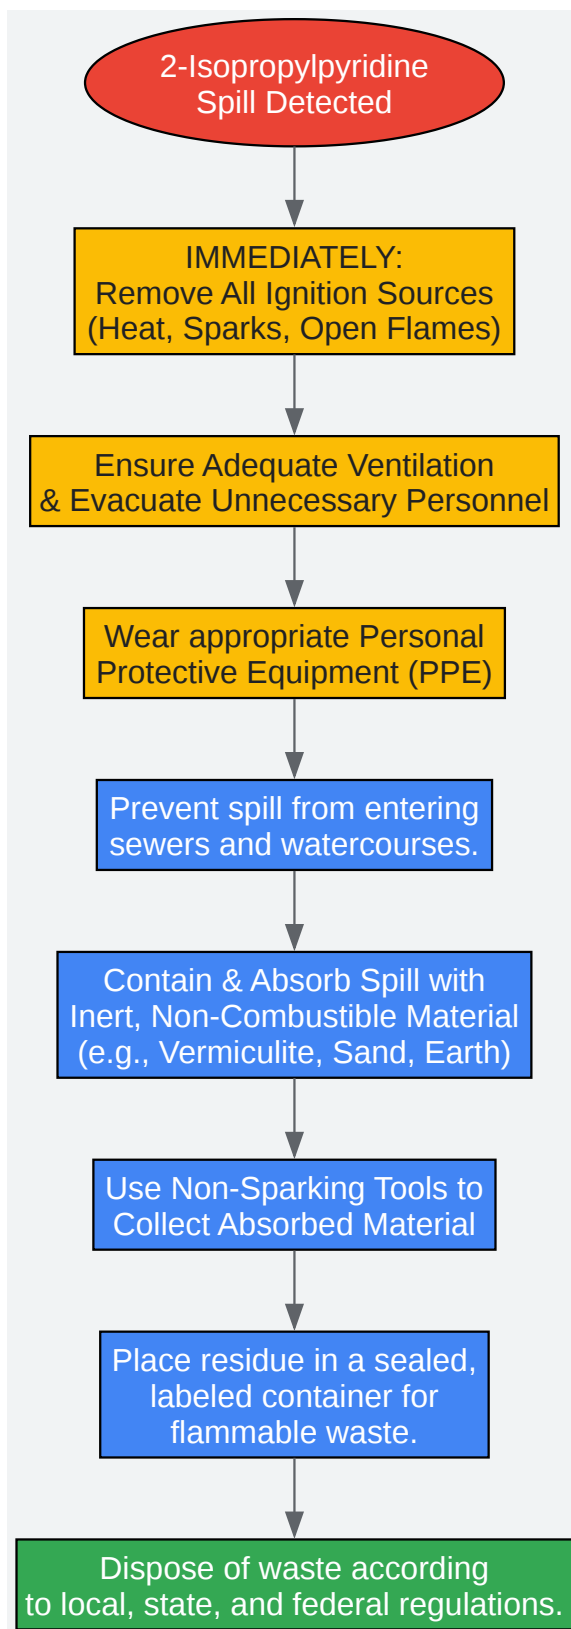 2-Isopropylpyridine
Spill Detected
IMMEDIATELY:
Remove All Ignition Sources
(Heat, Sparks, Open Flames)
Ensure Adequate Ventilation
& Evacuate Unnecessary Personnel
Wear appropriate Personal
Protective Equipment (PPE)
Prevent spill from entering
sewers and watercourses.
Contain & Absorb Spill with
Inert, Non-Combustible Material
(e.g., Vermiculite, Sand, Earth)
Use Non-Sparking Tools to
Collect Absorbed Material
Place residue in a sealed,
labeled container for
flammable waste.
Dispose of waste according
to local, state, and federal regulations.